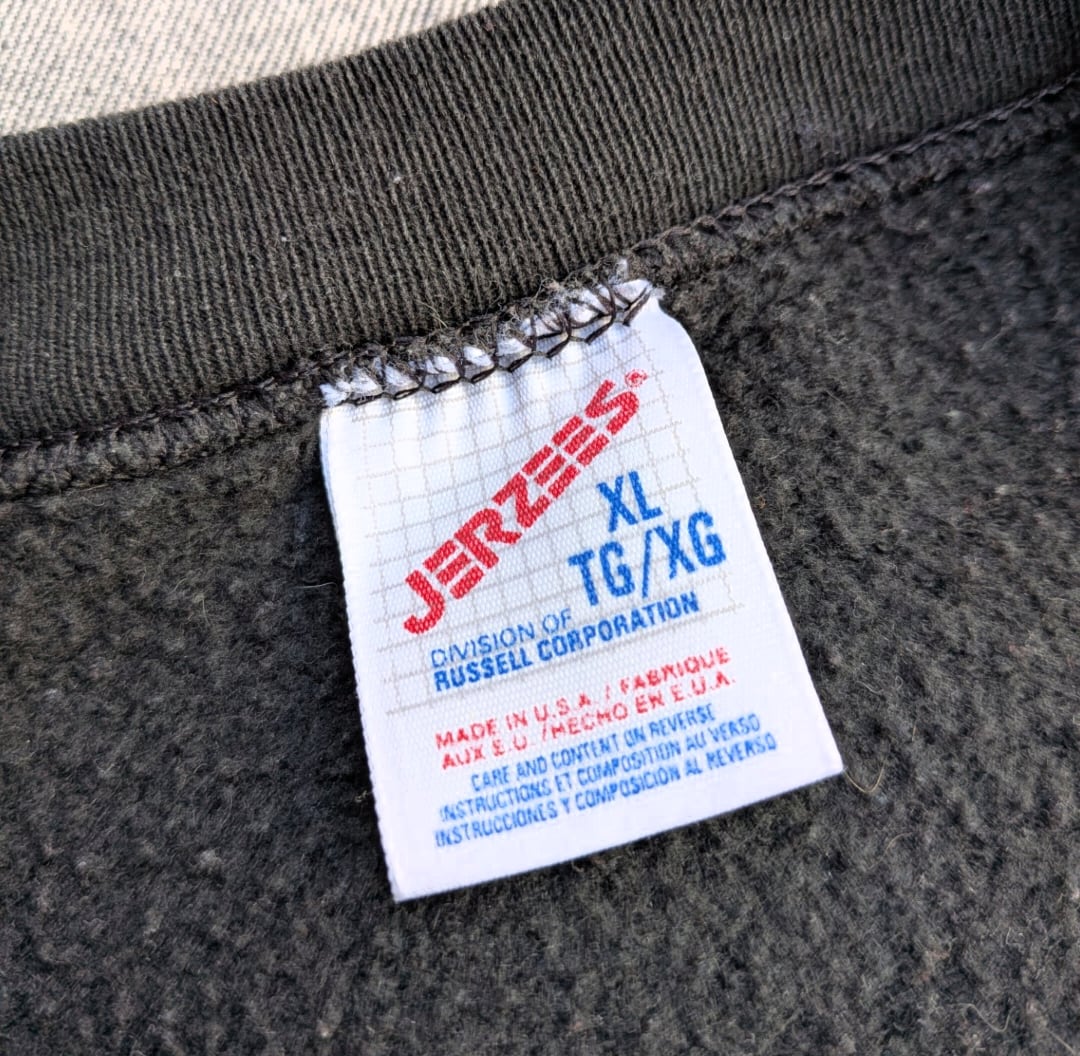 JERZEES®
XL
TG/XG
DIVISION OF
RUSSELL CORPORATION
MADE IN U.S.A. / FABRIQUE
AUX E.U. /HECHO EN E.U.A.
CARE AND CONTENT ON REVERSE
INSTRUCTIONS ET COMPOSITION AU VERSO
INSTRUCCIONES Y COMPOSICION AL REVERSO